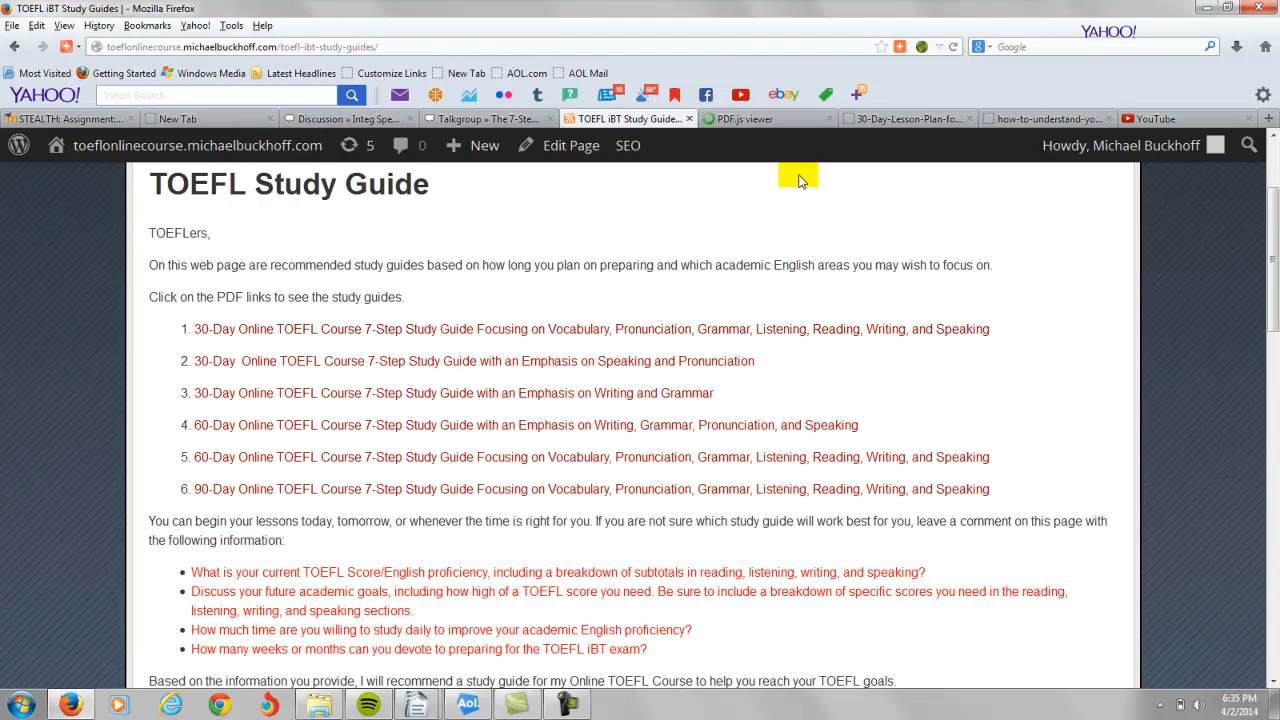 TOEFL iBT Study Guides | - Mozilla Firefox
File Edit View History Bookmarks Yahoo! Tools Help
YAHOO!
toeflonlinecourse.michaelbuckhoff.com/toefl-ibt-study-guides/
Google
Most Visited Getting Started Windows Media Latest Headlines Customize Links New Tab AOL.com AOL Mail
YAHOO! Yahoo Search ebay
STEALTH: Assignment:... New Tab Discussion » Integ Spe... Talkgroup » The 7-Ste... TOEFL iBT Study Guide... PDF.js viewer 30-Day-Lesson-Plan-fo... how-to-understand-yo... YouTube
toeflonlinecourse.michaelbuckhoff.com 5 0 New Edit Page SEO Howdy, Michael Buckhoff
TOEFL Study Guide
TOEFLers,
On this web page are recommended study guides based on how long you plan on preparing and which academic English areas you may wish to focus on.
Click on the PDF links to see the study guides.
1. 30-Day Online TOEFL Course 7-Step Study Guide Focusing on Vocabulary, Pronunciation, Grammar, Listening, Reading, Writing, and Speaking
2. 30-Day Online TOEFL Course 7-Step Study Guide with an Emphasis on Speaking and Pronunciation
3. 30-Day Online TOEFL Course 7-Step Study Guide with an Emphasis on Writing and Grammar
4. 60-Day Online TOEFL Course 7-Step Study Guide with an Emphasis on Writing, Grammar, Pronunciation, and Speaking
5. 60-Day Online TOEFL Course 7-Step Study Guide Focusing on Vocabulary, Pronunciation, Grammar, Listening, Reading, Writing, and Speaking
6. 90-Day Online TOEFL Course 7-Step Study Guide Focusing on Vocabulary, Pronunciation, Grammar, Listening, Reading, Writing, and Speaking
You can begin your lessons today, tomorrow, or whenever the time is right for you. If you are not sure which study guide will work best for you, leave a comment on this page with
the following information:
What is your current TOEFL Score/English proficiency, including a breakdown of subtotals in reading, listening, writing, and speaking?
Discuss your future academic goals, including how high of a TOEFL score you need. Be sure to include a breakdown of specific scores you need in the reading,
listening, writing, and speaking sections.
How much time are you willing to study daily to improve your academic English proficiency?
How many weeks or months can you devote to preparing for the TOEFL iBT exam?
Based on the information you provide, I will recommend a study guide for my Online TOEFL Course to help you reach your TOEFL goals.
Aol.
6:35 PM
4/2/2014